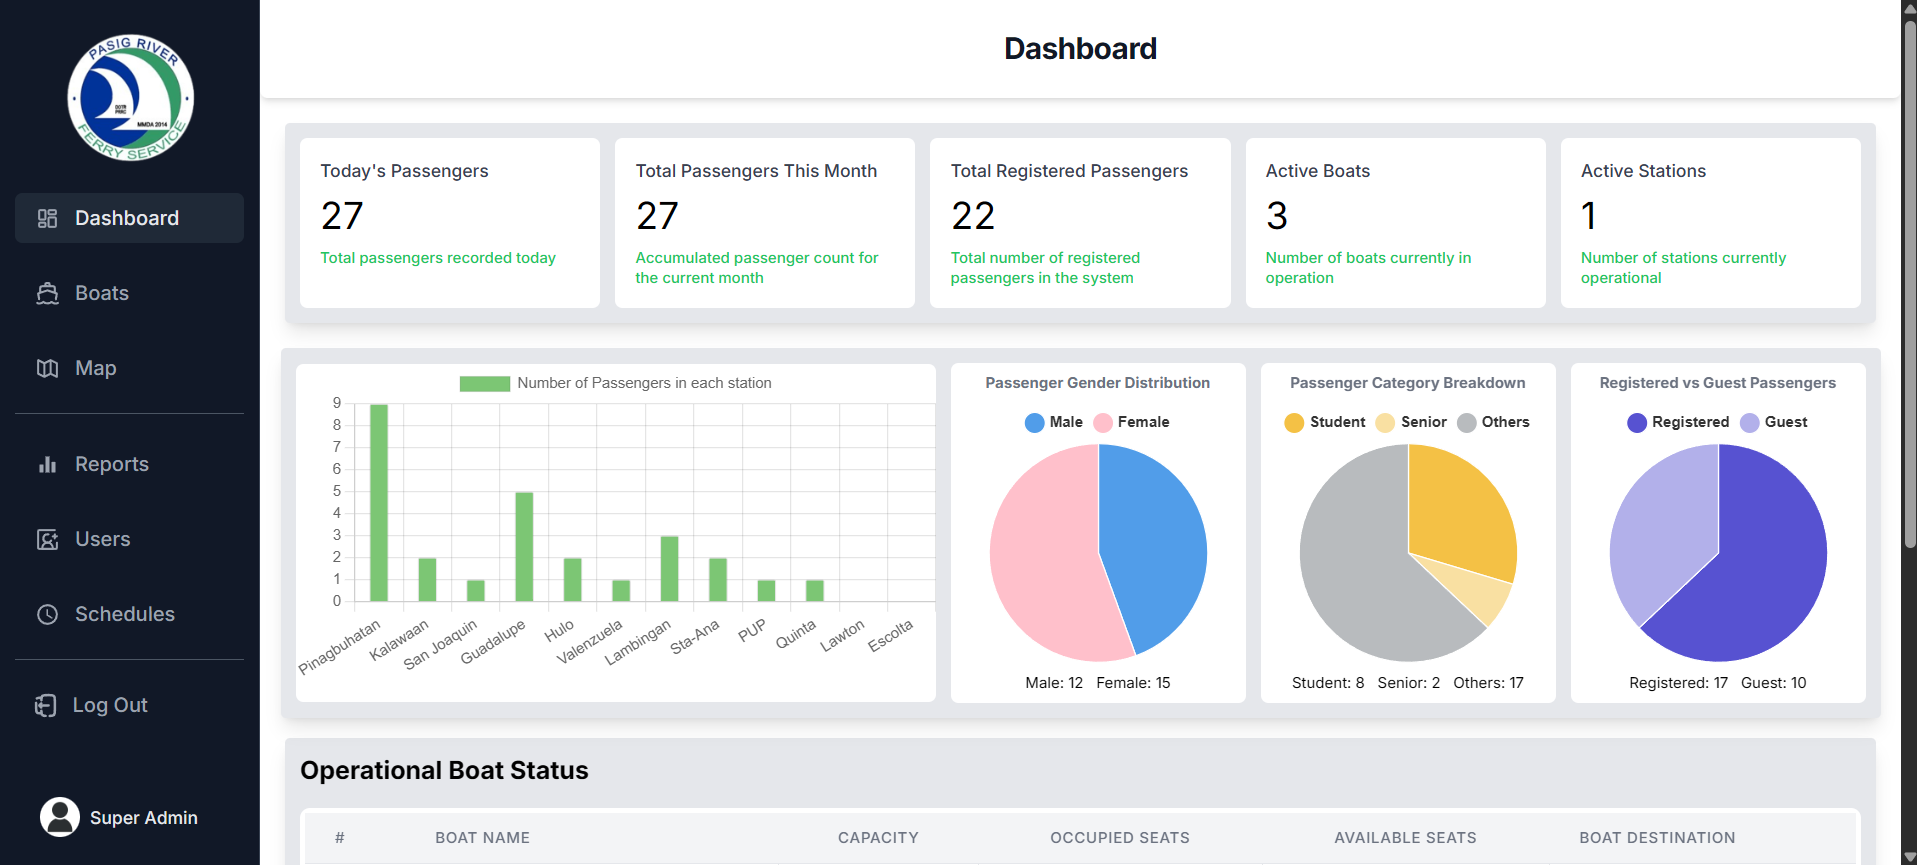 PASIG RIVER
DOTR
PRRC
MMDA 2014
FERRY SERVICE
Dashboard
Boats
Map
Reports
Users
Schedules
Log Out
Super Admin
Dashboard
Today's Passengers
27
Total passengers recorded today
Total Passengers This Month
27
Accumulated passenger count for
the current month
Total Registered Passengers
22
Total number of registered
passengers in the system
Active Boats
3
Number of boats currently in
operation
Active Stations
1
Number of stations currently
operational
Number of Passengers in each station
9
8
7
6
5
4
3
2
1
0
Pinagbuhatan
Kalawaan
San Joaquin
Guadalupe
Hulo
Valenzuela
Lambingan
Sta-Ana
PUP
Quinta
Lawton
Escolta
Passenger Gender Distribution
Male Female
Male: 12 Female: 15
Passenger Category Breakdown
Student Senior Others
Student: 8 Senior: 2 Others: 17
Registered vs Guest Passengers
Registered Guest
Registered: 17 Guest: 10
Operational Boat Status
# BOAT NAME CAPACITY OCCUPIED SEATS AVAILABLE SEATS BOAT DESTINATION